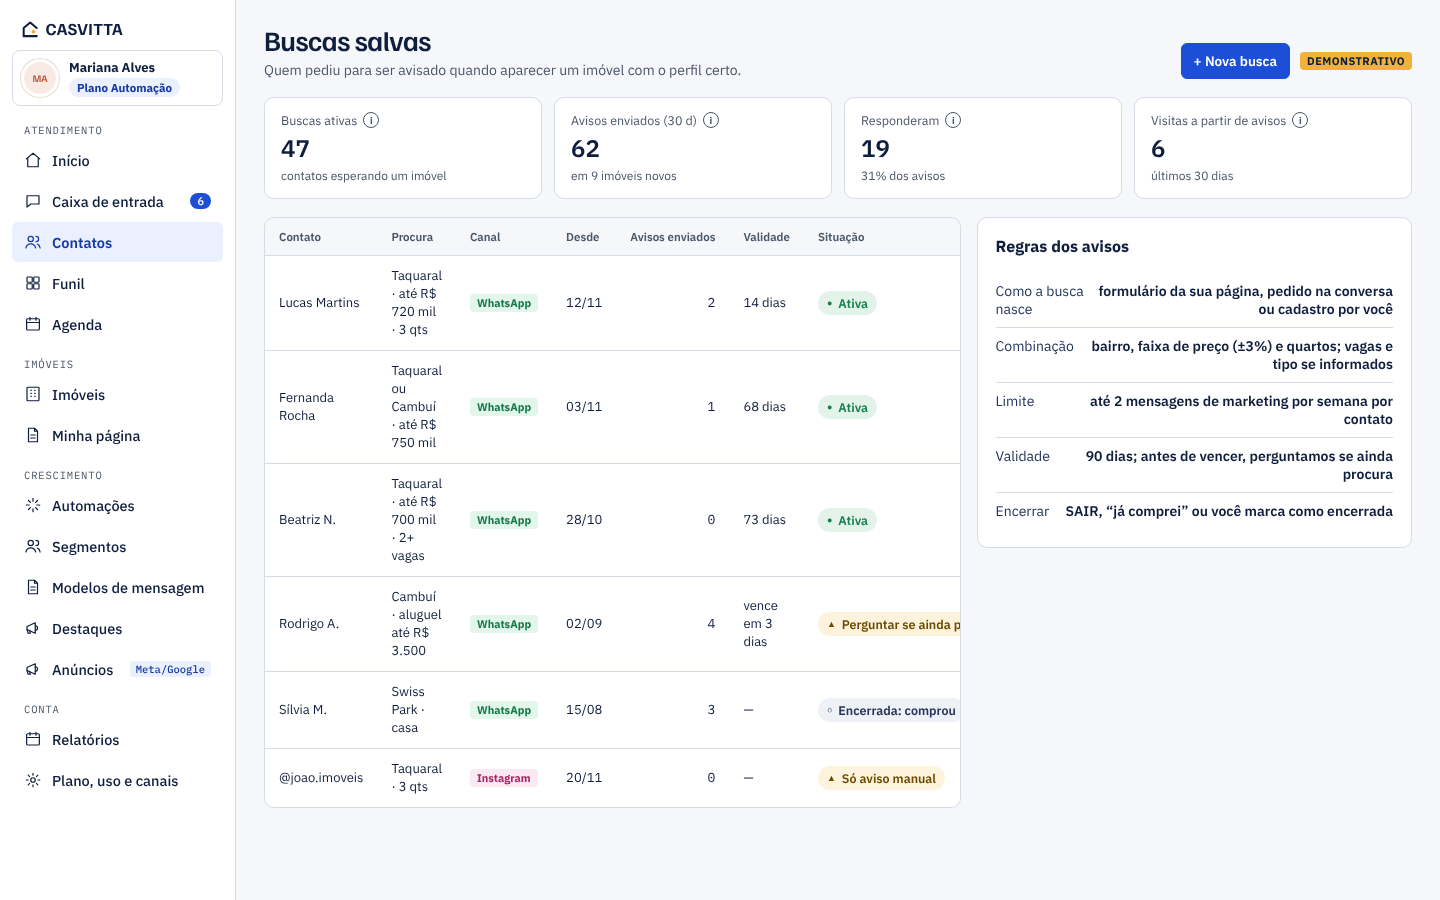 CASVITTA
MA
Mariana Alves
Plano Automação
ATENDIMENTO
Início
Caixa de entrada 6
Contatos
Funil
Agenda
IMÓVEIS
Imóveis
Minha página
CRESCIMENTO
Automações
Segmentos
Modelos de mensagem
Destaques
Anúncios Meta/Google
CONTA
Relatórios
Plano, uso e canais
Buscas salvas
Quem pediu para ser avisado quando aparecer um imóvel com o perfil certo.
+ Nova busca
DEMONSTRATIVO
Buscas ativas i
47
contatos esperando um imóvel
Avisos enviados (30 d) i
62
em 9 imóveis novos
Responderam i
19
31% dos avisos
Visitas a partir de avisos i
6
últimos 30 dias
Contato Procura Canal Desde Avisos enviados Validade Situação
Lucas Martins
Taquaral
· até R$
720 mil
· 3 qts
WhatsApp 12/11 2 14 dias • Ativa
Fernanda
Rocha
Taquaral
ou
Cambuí
· até R$
750 mil
WhatsApp 03/11 1 68 dias • Ativa
Beatriz N.
Taquaral
· até R$
700 mil
· 2+
vagas
WhatsApp 28/10 0 73 dias • Ativa
Rodrigo A.
Cambuí
· aluguel
até R$
3.500
WhatsApp 02/09 4
vence
em 3
dias
▲ Perguntar se ainda p
Sílvia M.
Swiss
Park ·
casa
WhatsApp 15/08 3 — ○ Encerrada: comprou
@joao.imoveis
Taquaral
· 3 qts
Instagram 20/11 0 — ▲ Só aviso manual
Regras dos avisos
Como a busca
nasce
formulário da sua página, pedido na conversa
ou cadastro por você
Combinação
bairro, faixa de preço (±3%) e quartos; vagas e
tipo se informados
Limite
até 2 mensagens de marketing por semana por
contato
Validade
90 dias; antes de vencer, perguntamos se ainda
procura
Encerrar
SAIR, “já comprei” ou você marca como encerrada